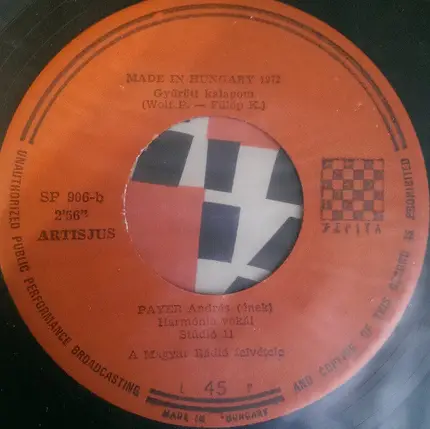 MADE IN HUNGARY 1972
Gyűrött kalapom
(Wolf P. — Fülöp K.)
SP 906-b
2'56"
ARTISJUS
PEPITA
PAYER András (ének)
Harmónia vokál
Stúdió 11
A Magyar Rádió felvétele
45
MADE IN HUNGARY
UNAUTHORIZED PUBLIC PERFORMANCE BROADCASTING AND COPYING OF THIS RECORD IS PROHIBITED